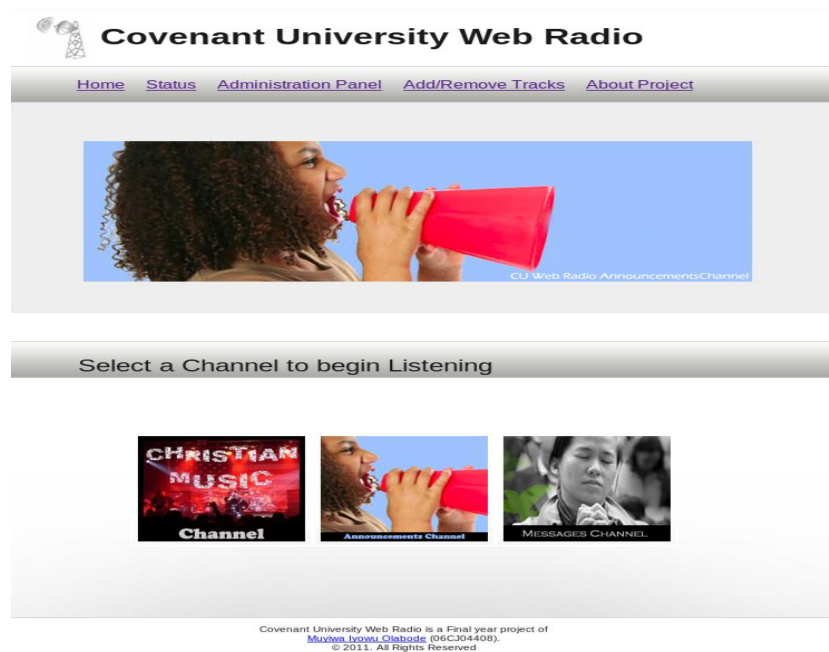 Covenant University Web Radio
Home Status Administration Panel Add/Remove Tracks About Project
CU Web Radio AnnouncementsChannel
Select a Channel to begin Listening
CHRISTIAN
MUSIC
Channel
Announcements Channel
MESSAGES CHANNEL
Covenant University Web Radio is a Final year project of
Muyiwa Iyowu Olabode (06CJ04408).
© 2011. All Rights Reserved